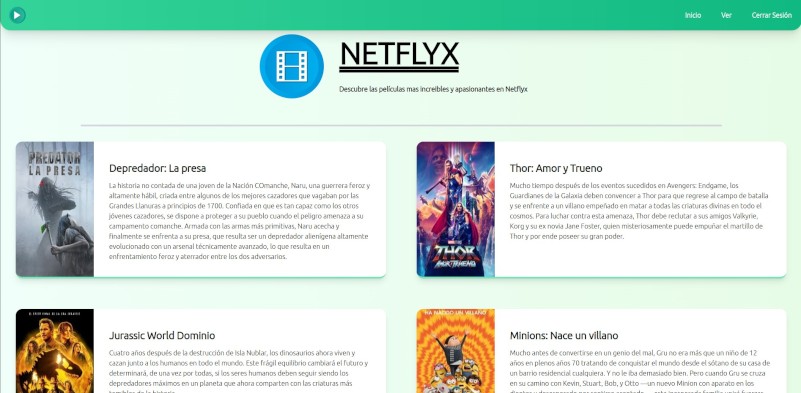 Inicio
Ver
Cerrar Sesión
NETFLYX
Descubre las películas mas increíbles y apasionantes en Netflyx
PREDATOR
LA PRESA
Depredador: La presa
La historia no contada de una joven de la Nación COmanche, Naru, una guerrera feroz y
altamente hábil, criada entre algunos de los mejores cazadores que vagaban por las
Grandes Llanuras a principios de 1700. Confiada en que es tan capaz como los otros
jóvenes cazadores, se dispone a proteger a su pueblo cuando el peligro amenaza a su
campamento comanche. Armada con las armas más primitivas, Naru acecha y
finalmente se enfrenta a su presa, que resulta ser un depredador alienígena altamente
evolucionado con un arsenal técnicamente avanzado, lo que resulta en un
enfrentamiento feroz y aterrador entre los dos adversarios.
THOR
Thor: Amor y Trueno
Mucho tiempo después de los eventos sucedidos en Avengers: Endgame, los
Guardianes de la Galaxia deben convencer a Thor para que regrese al campo de batalla
y se enfrente a un villano empeñado en matar a todas las criaturas divinas en todo el
cosmos. Para luchar contra esta amenaza, Thor debe reclutar a sus amigos Valkyrie,
Korg y su ex novia Jane Foster, quien misteriosamente puede empuñar el martillo de
Thor y por ende poseer su gran poder.
Jurassic World Dominio
Cuatro años después de la destrucción de Isla Nublar, los dinosaurios ahora viven y
cazan junto a los humanos en todo el mundo. Este frágil equilibrio cambiará el futuro y
determinará, de una vez por todas, si los seres humanos deben seguir siendo los
depredadores máximos en un planeta que ahora comparten con las criaturas más
HA NACIDO UN VILLANO
Minions: Nace un villano
Mucho antes de convertirse en un genio del mal, Gru no era más que un niño de 12
años en plenos años 70 tratando de conquistar el mundo desde el sótano de su casa de
un barrio residencial cualquiera. Y no le iba demasiado bien. Pero cuando Gru se cruza
en su camino con Kevin, Stuart, Bob, y Otto —un nuevo Minion con aparato en los